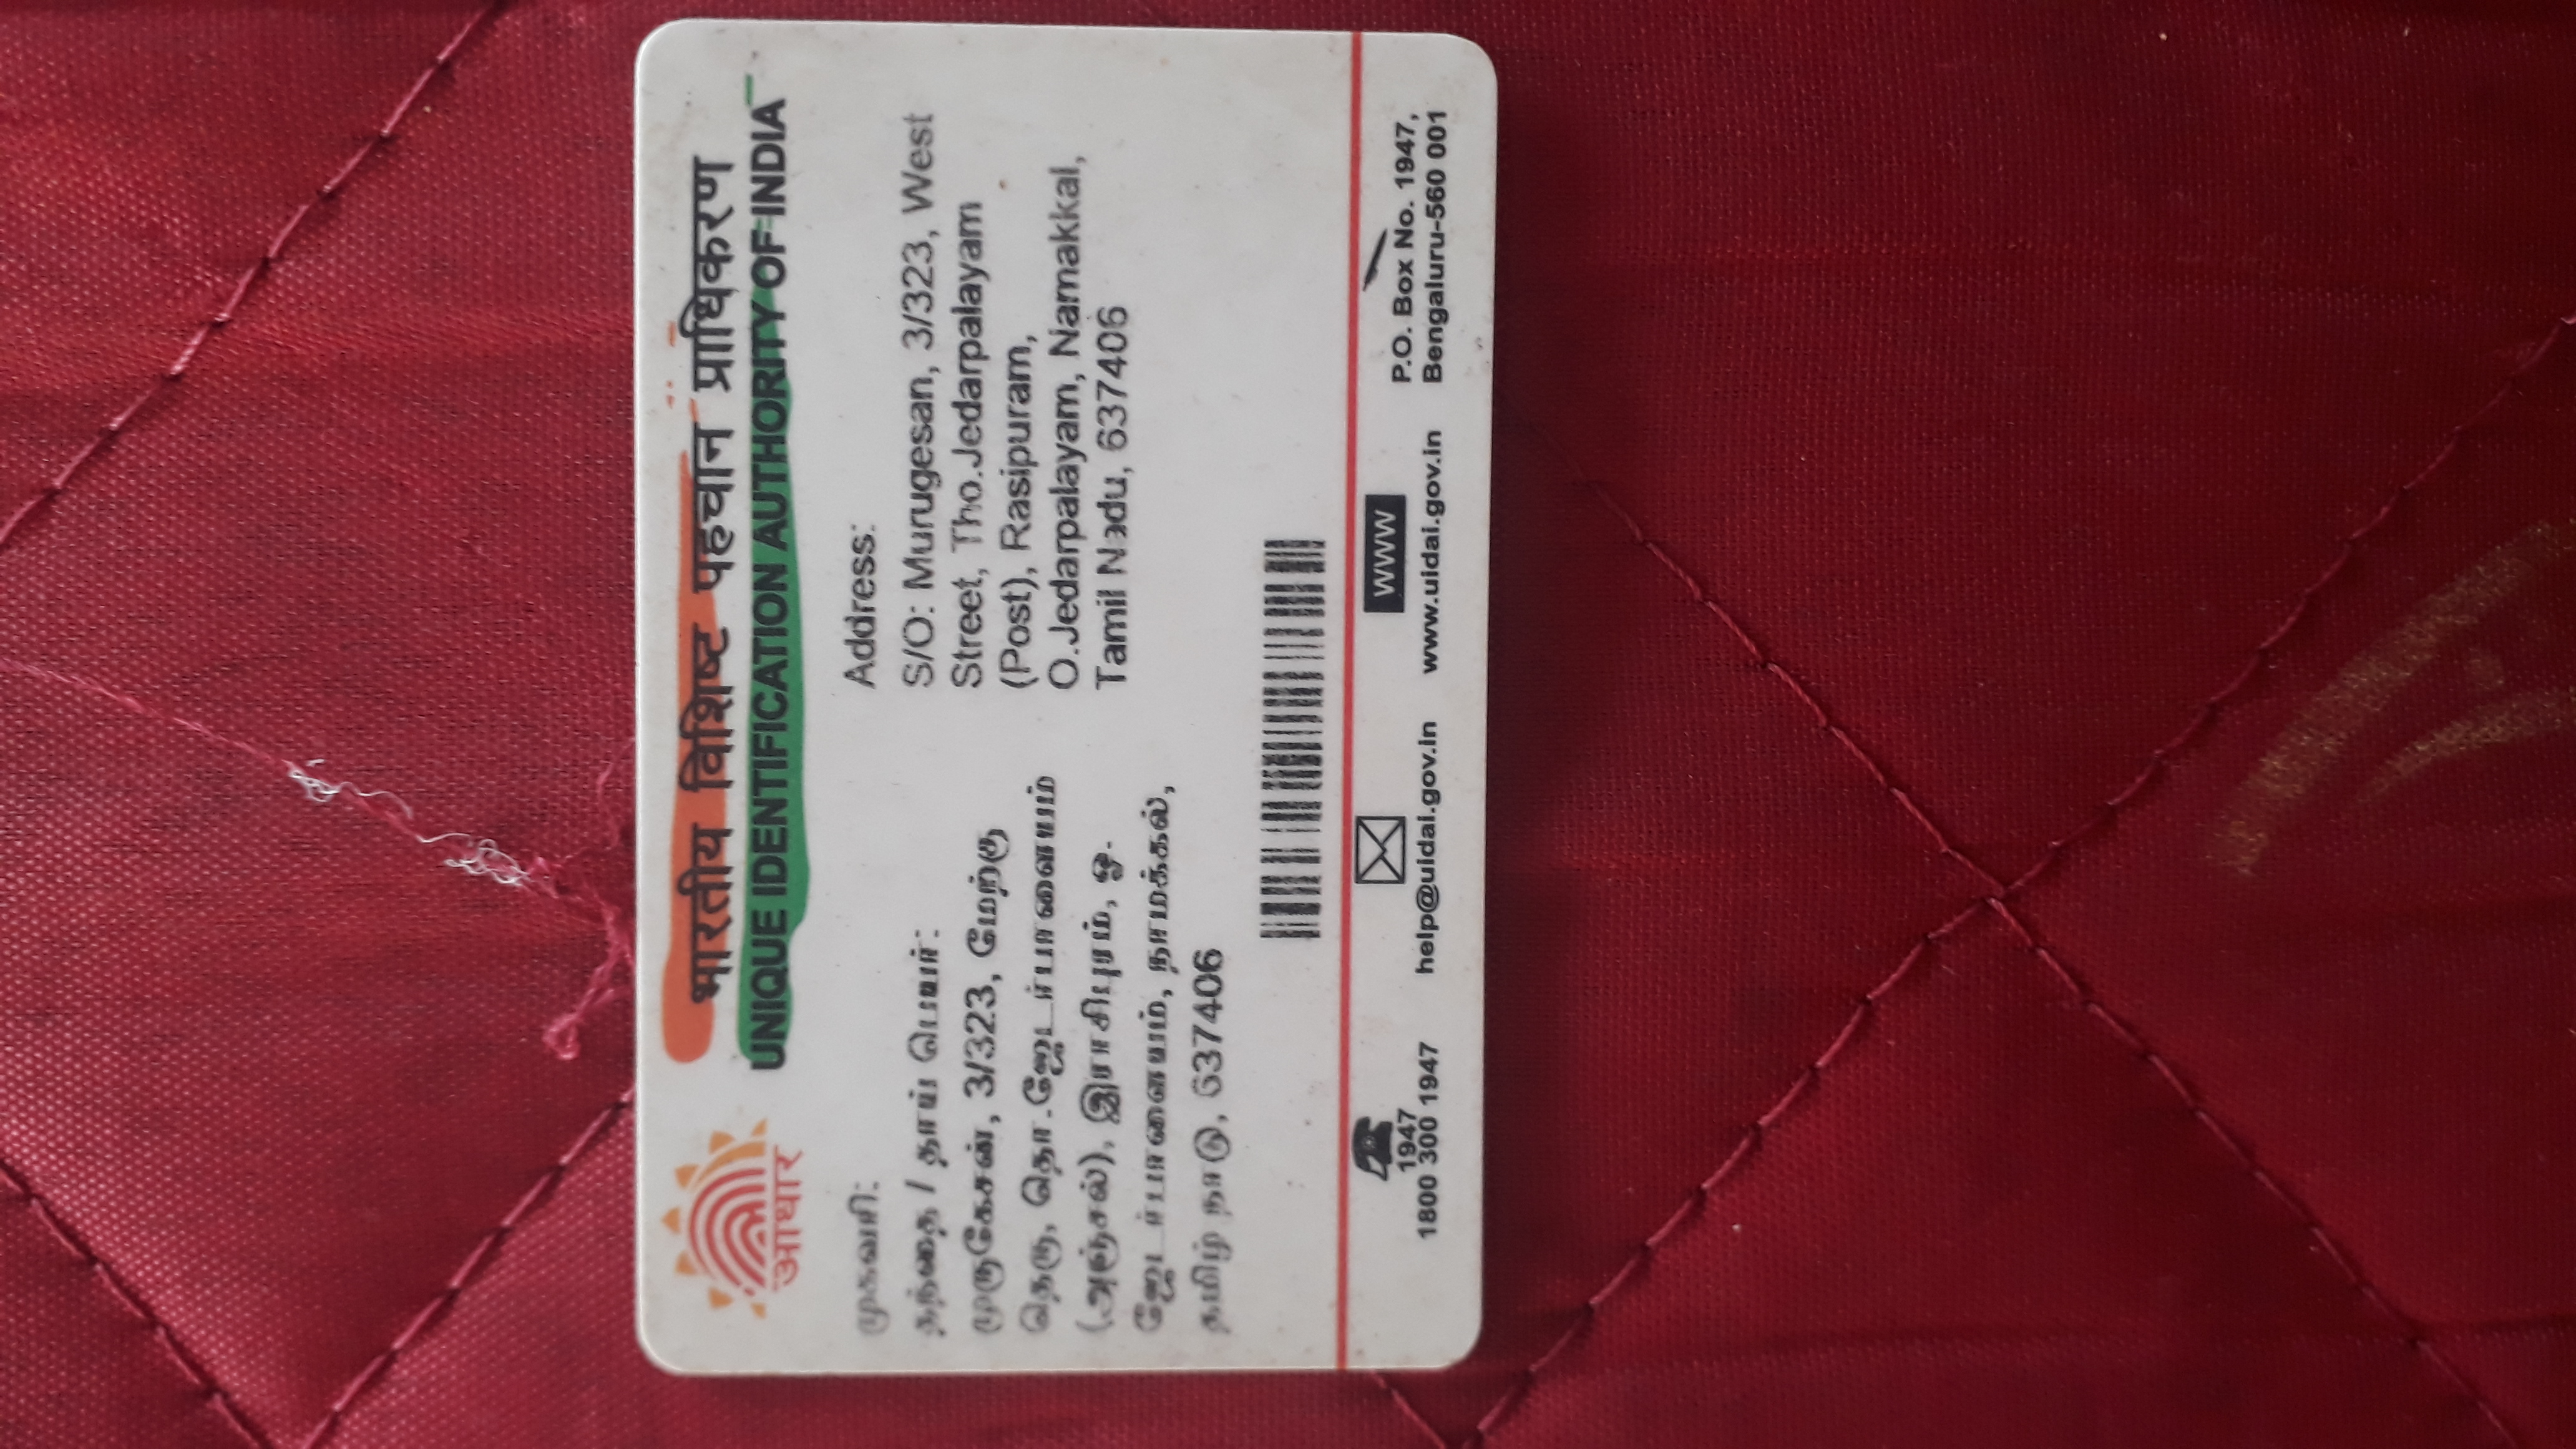 आधार
भारतीय विशिष्ट पहचान प्राधिकरण
UNIQUE IDENTIFICATION AUTHORITY OF INDIA
முகவரி:
தந்தை / தாய் பெயர்:
முருகேசன், 3/323, மேற்கு
தெரு, தொ.ஜேடர்பாளையம்
(அஞ்சல்), இராசிபுரம், ஓ.
ஜேடர்பாளையம், நாமக்கல்,
தமிழ் நாடு, 637406
Address:
S/O: Murugesan, 3/323, West
Street, Tho.Jedarpalayam
(Post), Rasipuram,
O.Jedarpalayam, Namakkal,
Tamil Nadu, 637406
1947
1800 300 1947
help@uidai.gov.in
www
www.uidai.gov.in
P.O. Box No. 1947,
Bengaluru-560 001